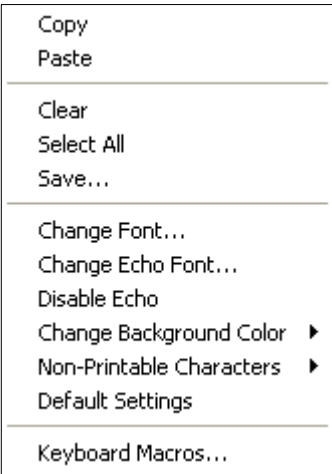 Copy
Paste
Clear
Select All
Save...
Change Font...
Change Echo Font...
Disable Echo
Change Background Color
Non-Printable Characters
Default Settings
Keyboard Macros...